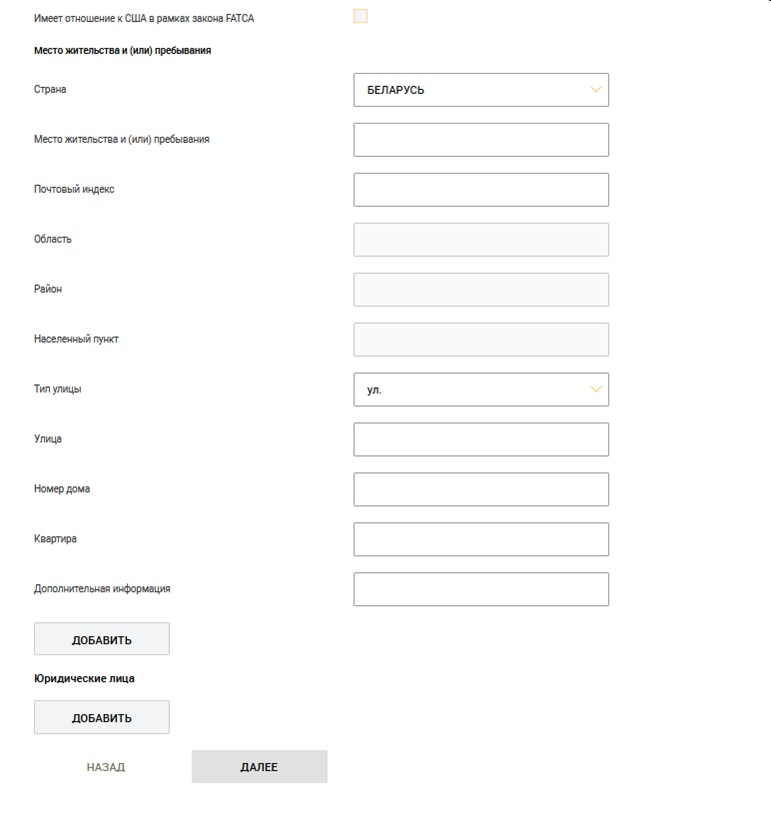 Имеет отношение к США в рамках закона FATCA
Место жительства и (или) пребывания
Страна
БЕЛАРУСЬ
Место жительства и (или) пребывания
Почтовый индекс
Область
Район
Населенный пункт
Тип улицы
ул.
Улица
Номер дома
Квартира
Дополнительная информация
ДОБАВИТЬ
Юридические лица
ДОБАВИТЬ
НАЗАД
ДАЛЕЕ